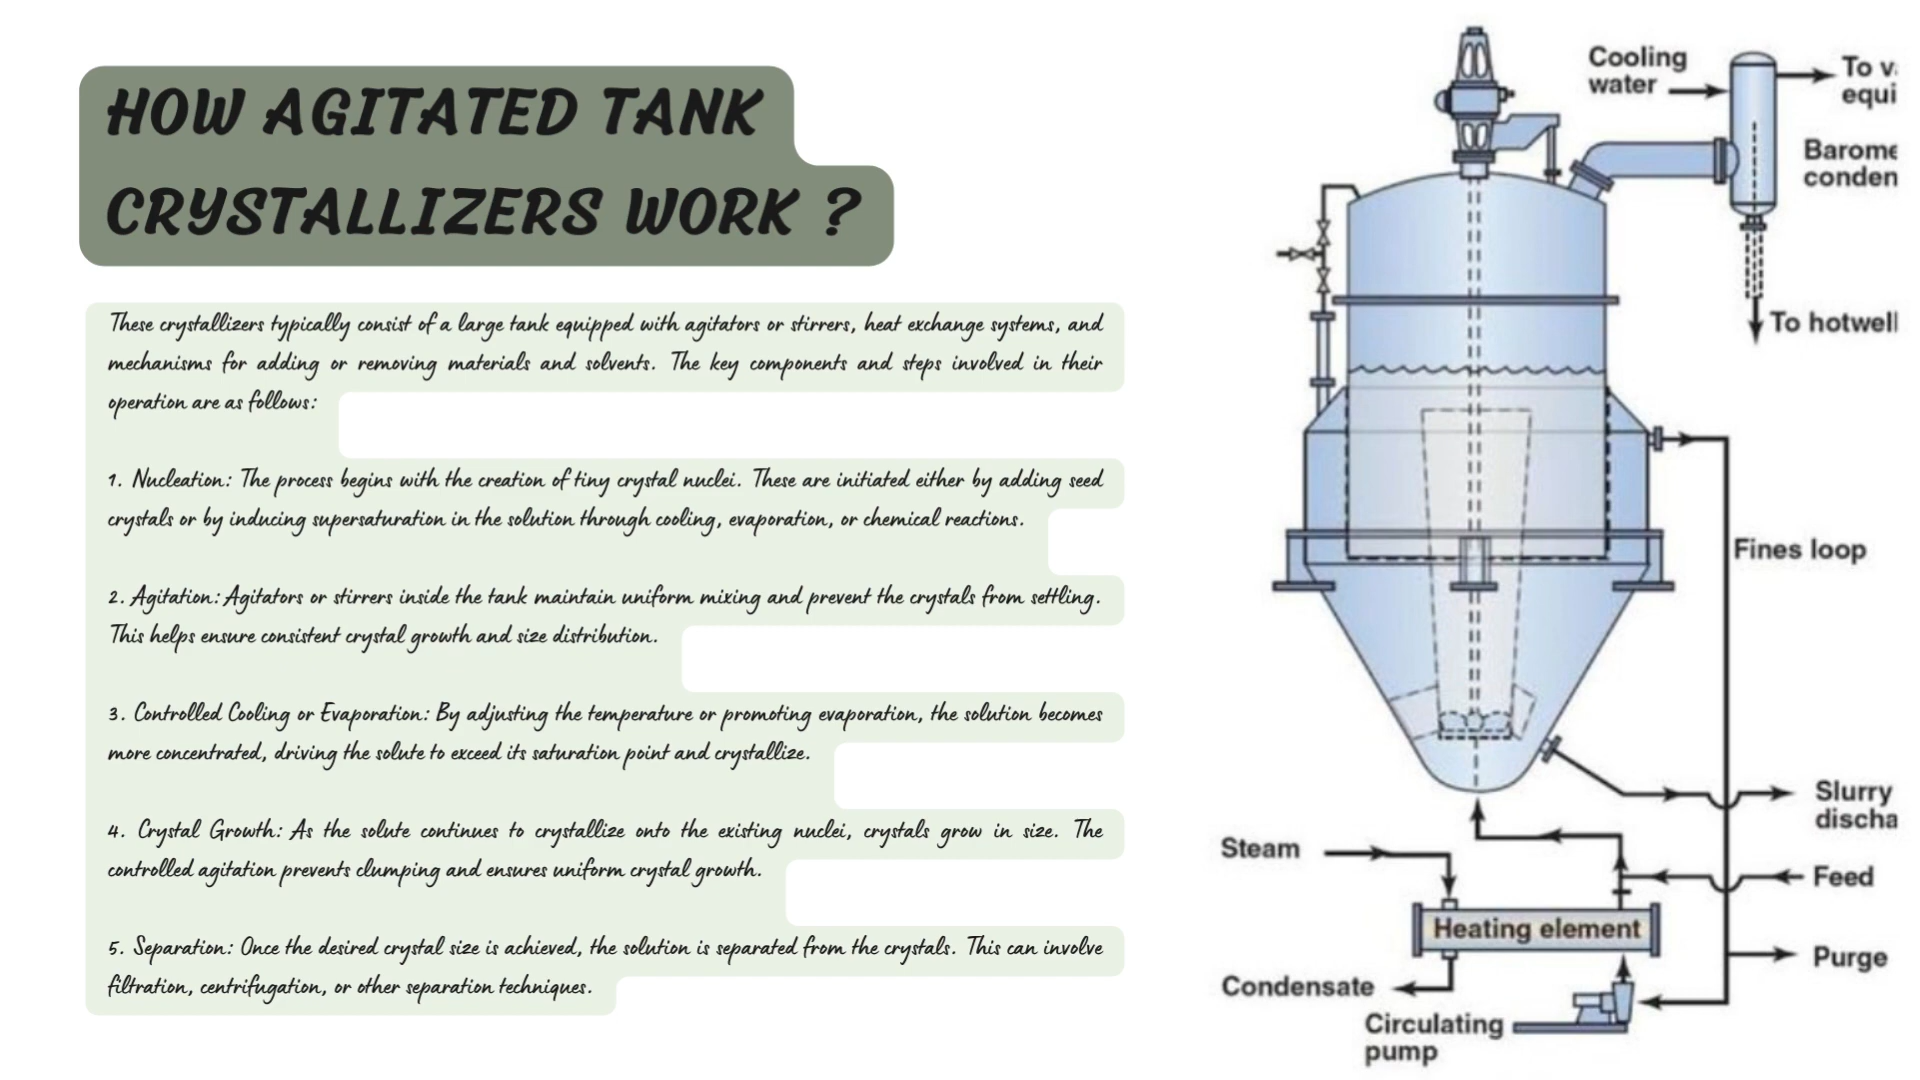 HOW AGITATED TANK
CRYSTALLIZERS WORK ?
These crystallizers typically consist of a large tank equipped with agitators or stirrers, heat exchange systems, and
mechanisms for adding or removing materials and solvents. The key components and steps involved in their
operation are as follows:
1. Nucleation: The process begins with the creation of tiny crystal nuclei. These are initiated either by adding seed
crystals or by inducing supersaturation in the solution through cooling, evaporation, or chemical reactions.
2. Agitation: Agitators or stirrers inside the tank maintain uniform mixing and prevent the crystals from settling.
This helps ensure consistent crystal growth and size distribution.
3. Controlled Cooling or Evaporation: By adjusting the temperature or promoting evaporation, the solution becomes
more concentrated, driving the solute to exceed its saturation point and crystallize.
4. Crystal Growth: As the solute continues to crystallize onto the existing nuclei, crystals grow in size. The
controlled agitation prevents clumping and ensures uniform crystal growth.
5. Separation: Once the desired crystal size is achieved, the solution is separated from the crystals. This can involve
filtration, centrifugation, or other separation techniques.
Cooling
water
To v
equi
Barome
conden
To hotwell
Fines loop
Slurry
discha
Steam
Feed
Heating element
Purge
Condensate
Circulating
pump